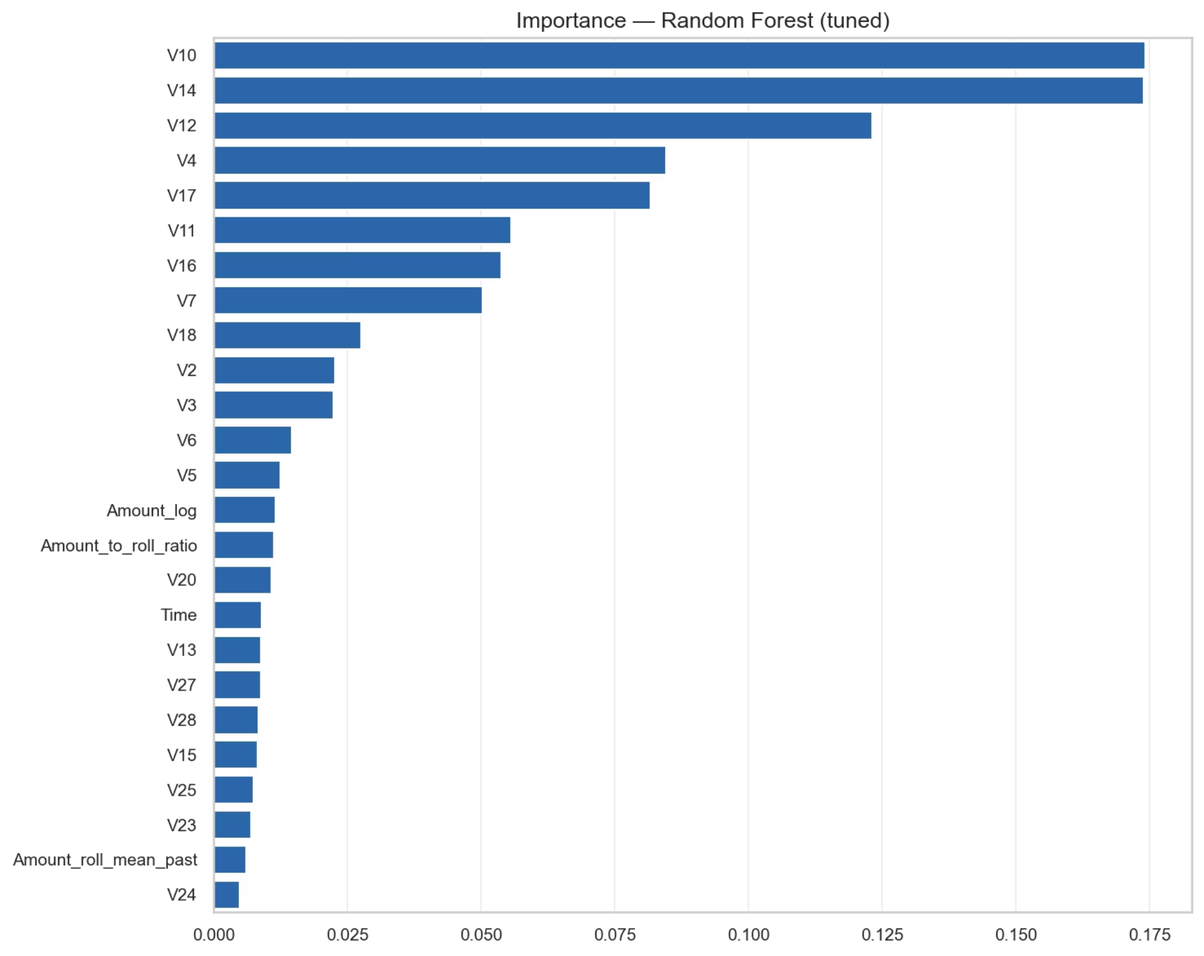 Importance — Random Forest (tuned)
V10
V14
V12
V4
V17
V11
V16
V7
V18
V2
V3
V6
V5
Amount_log
Amount_to_roll_ratio
V20
Time
V13
V27
V28
V15
V25
V23
Amount_roll_mean_past
V24
0.000 0.025 0.050 0.075 0.100 0.125 0.150 0.175